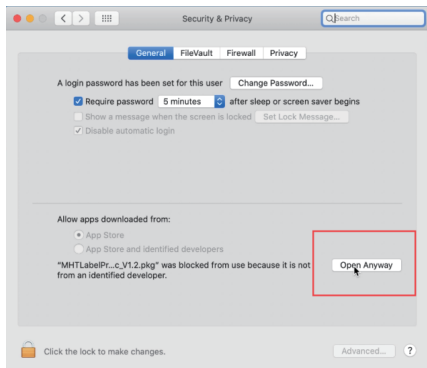 Security & Privacy
Search
General FileVault Firewall Privacy
A login password has been set for this user Change Password...
Require password 5 minutes after sleep or screen saver begins
Show a message when the screen is locked Set Lock Message...
Disable automatic login
Allow apps downloaded from:
App Store
App Store and identified developers
"MHTLabelPr...c_V1.2.pkg" was blocked from use because it is not
from an identified developer.
Open Anyway
Click the lock to make changes.
Advanced... ?